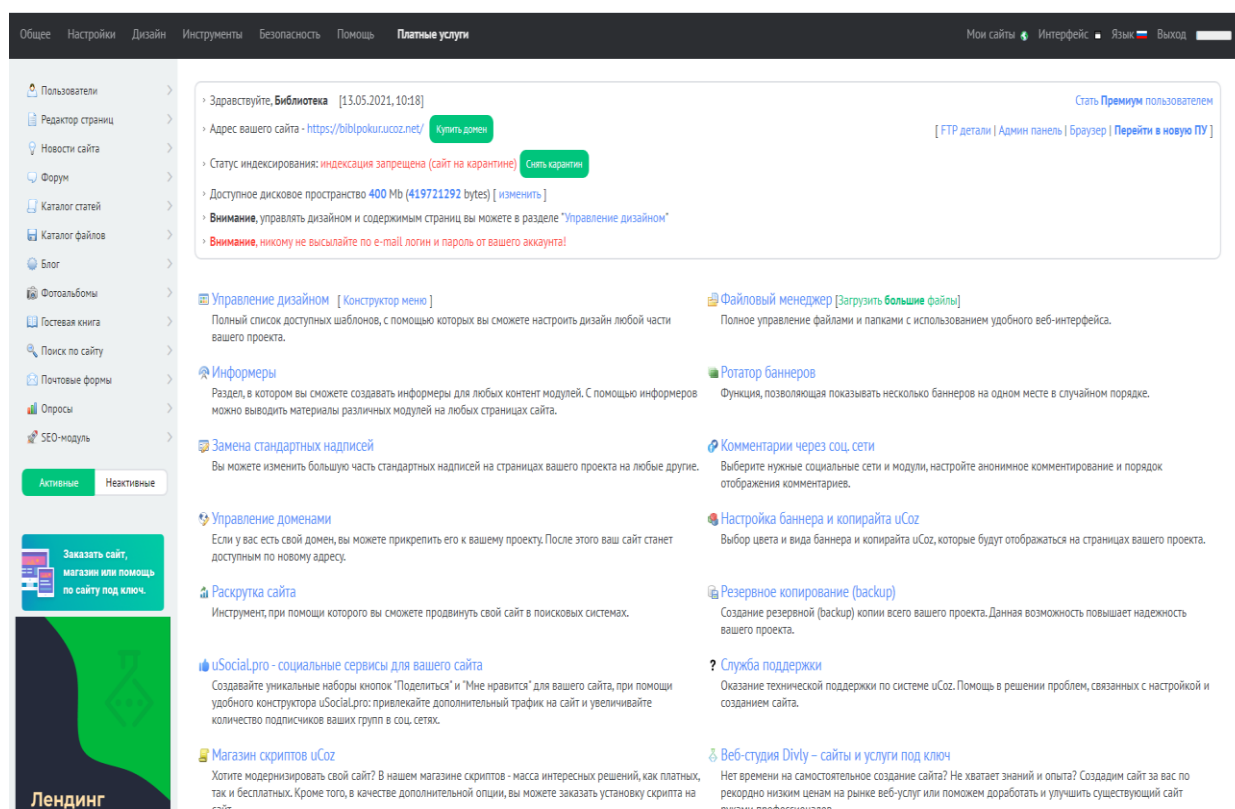 Общее Настройки Дизайн Инструменты Безопасность Помощь Платные услуги Мои сайты Интерфейс Язык Выход
Пользователи
Редактор страниц
Новости сайта
Форум
Каталог статей
Каталог файлов
Блог
Фотоальбомы
Гостевая книга
Поиск по сайту
Почтовые формы
Опросы
SEO-модуль
Активные Неактивные
Заказать сайт,
магазин или помощь
по сайту под ключ.
Лендинг
Здравствуйте, Библиотека [13.05.2021, 10:18]
Стать Премиум пользователем
Адрес вашего сайта - https://biblpokur.ucoz.net/ Купить домен
[ FTP детали | Админ панель | Браузер | Перейти в новую ПУ ]
Статус индексирования: индексация запрещена (сайт на карантине) Снять карантин
Доступное дисковое пространство 400 Mb (419721292 bytes) [ изменить ]
Внимание, управлять дизайном и содержимым страниц вы можете в разделе "Управление дизайном"
Внимание, никому не высылайте по e-mail логин и пароль от вашего аккаунта!
Управление дизайном [ Конструктор меню ]
Полный список доступных шаблонов, с помощью которых вы сможете настроить дизайн любой части
вашего проекта.
Файловый менеджер [Загрузить большие файлы]
Полное управление файлами и папками с использованием удобного веб-интерфейса.
Информеры
Раздел, в котором вы сможете создавать информеры для любых контент модулей. С помощью информеров
можно выводить материалы различных модулей на любых страницах сайта.
Ротатор баннеров
Функция, позволяющая показывать несколько баннеров на одном месте в случайном порядке.
Замена стандартных надписей
Вы можете изменить большую часть стандартных надписей на страницах вашего проекта на любые другие.
Комментарии через соц. сети
Выберите нужные социальные сети и модули, настройте анонимное комментирование и порядок
отображения комментариев.
Управление доменами
Если у вас есть свой домен, вы можете прикрепить его к вашему проекту. После этого ваш сайт станет
доступным по новому адресу.
Настройка баннера и копирайта uCoz
Выбор цвета и вида баннера и копирайта uCoz, которые будут отображаться на страницах вашего проекта.
Раскрутка сайта
Инструмент, при помощи которого вы сможете продвинуть свой сайт в поисковых системах.
Резервное копирование (backup)
Создание резервной (backup) копии всего вашего проекта. Данная возможность повышает надежность
вашего проекта.
uSocial.pro - социальные сервисы для вашего сайта
Создавайте уникальные наборы кнопок "Поделиться" и "Мне нравится" для вашего сайта, при помощи
удобного конструктора uSocial.pro: привлекайте дополнительный трафик на сайт и увеличивайте
количество подписчиков ваших групп в соц. сетях.
Служба поддержки
Оказание технической поддержки по системе uCoz. Помощь в решении проблем, связанных с настройкой и
созданием сайта.
Магазин скриптов uCoz
Хотите модернизировать свой сайт? В нашем магазине скриптов - масса интересных решений, как платных,
так и бесплатных. Кроме того, в качестве дополнительной опции, вы можете заказать установку скрипта на
Веб-студия Divly – сайты и услуги под ключ
Нет времени на самостоятельное создание сайта? Не хватает знаний и опыта? Создадим сайт за вас по
рекордно низким ценам на рынке веб-услуг или поможем доработать и улучшить существующий сайт